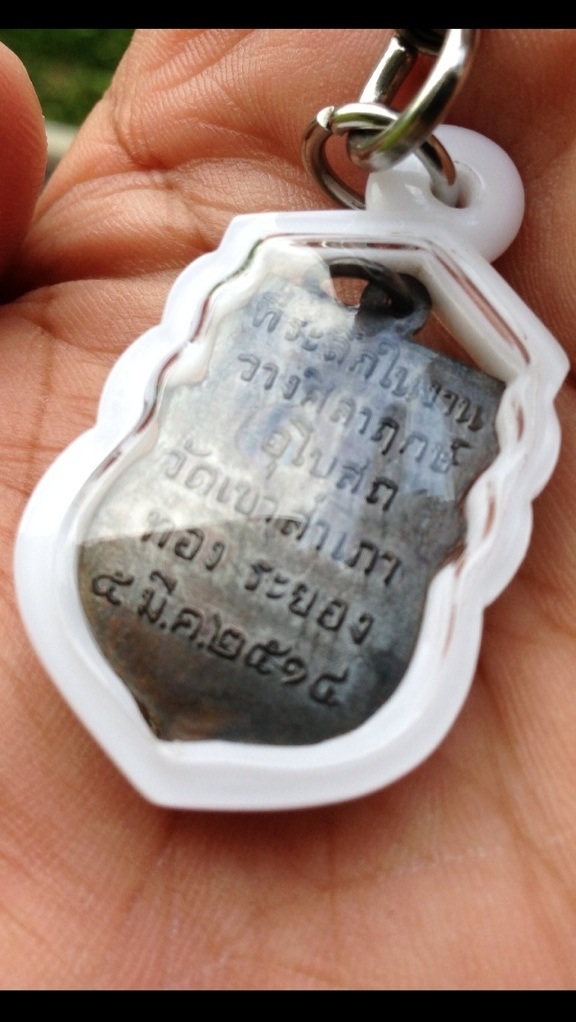 ที่ระลึกในงาน
วางศิลาฤกษ์
อุโบสถ
วัดเขาสำเภา
ทอง ระยอง
๕ มี.ค.๒๕๑๔